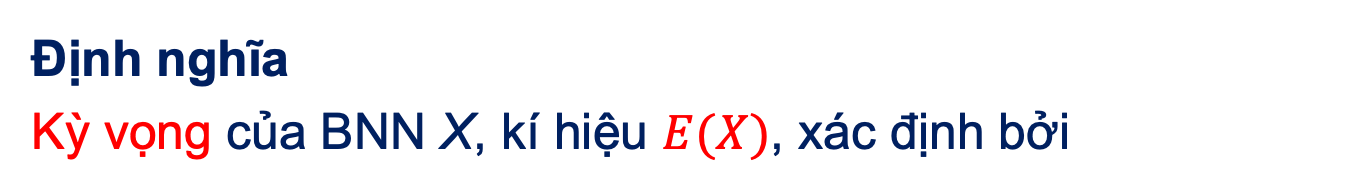 Định nghĩa
Kỳ vọng của BNN X, kí hiệu E(X), xác định bởi